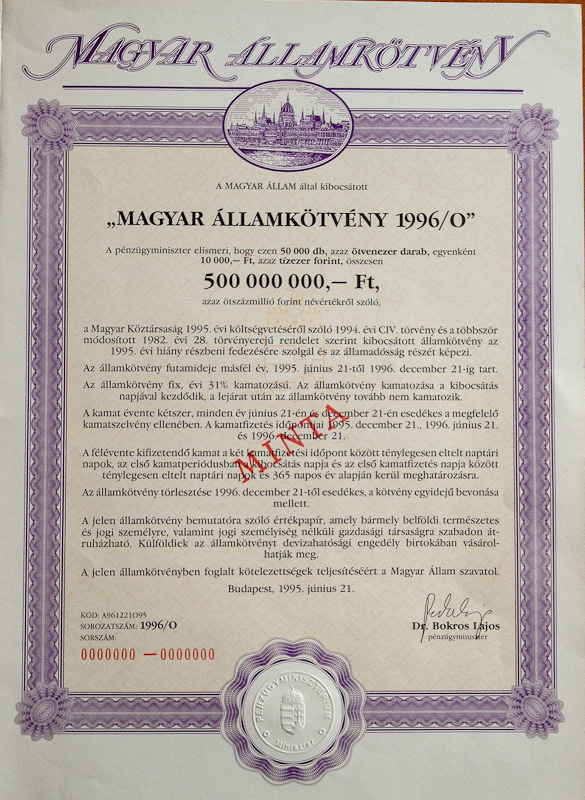 MAGYAR ÁLLAMKÖTVÉNY
A MAGYAR ÁLLAM által kibocsátott
„MAGYAR ÁLLAMKÖTVÉNY 1996/O”
A pénzügyminiszter elismeri, hogy ezen 50 000 db, azaz ötvenezer darab, egyenként
10 000,— Ft, azaz tízezer forint, összesen
500 000 000,— Ft,
azaz ötszázmillió forint névértékről szóló,
a Magyar Köztársaság 1995. évi költségvetéséről szóló 1994. évi CIV. törvény és a többször
módosított 1982. évi 28. törvényerejű rendelet szerint kibocsátott államkötvény az
1995. évi hiány részbeni fedezésére szolgál és az államadósság részét képezi.
Az államkötvény futamideje másfél év, 1995. június 21-től 1996. december 21-ig tart.
Az államkötvény fix, évi 31% kamatozású. Az államkötvény kamatozása a kibocsátás
napjával kezdődik, a lejárat után az államkötvény tovább nem kamatozik.
A kamat évente kétszer, minden év június 21-én és december 21-én esedékes a megfelelő
kamatszelvény ellenében. A kamatfizetés időpontjai: 1995. december 21., 1996. június 21.
és 1996. december 21.
MINTA
A félévente kifizetendő kamat a két kamatfizetési időpont között ténylegesen eltelt naptári
napok, az első kamatperiódusban a kibocsátás napja és az első kamatfizetés napja között
ténylegesen eltelt naptári napok és 365 napos év alapján kerül meghatározásra.
Az államkötvény törlesztése 1996. december 21-től esedékes, a kötvény egyidejű bevonása
mellett.
A jelen államkötvény bemutatóra szóló értékpapír, amely bármely belföldi természetes
és jogi személyre, valamint jogi személyiség nélküli gazdasági társaságra szabadon át-
ruházható. Külföldiek az államkötvényt devizahatósági engedély birtokában vásárol-
hatják meg.
A jelen államkötvényben foglalt kötelezettségek teljesítéséért a Magyar Állam szavatol.
Budapest, 1995. június 21.
KÓD: A961221O95
SOROZATSZÁM: 1996/O
SORSZÁM:
0000000 — 0000000
Dr. Bokros Lajos
pénzügyminiszter
PÉNZÜGYMINISZTÉRIUM
Miniszter